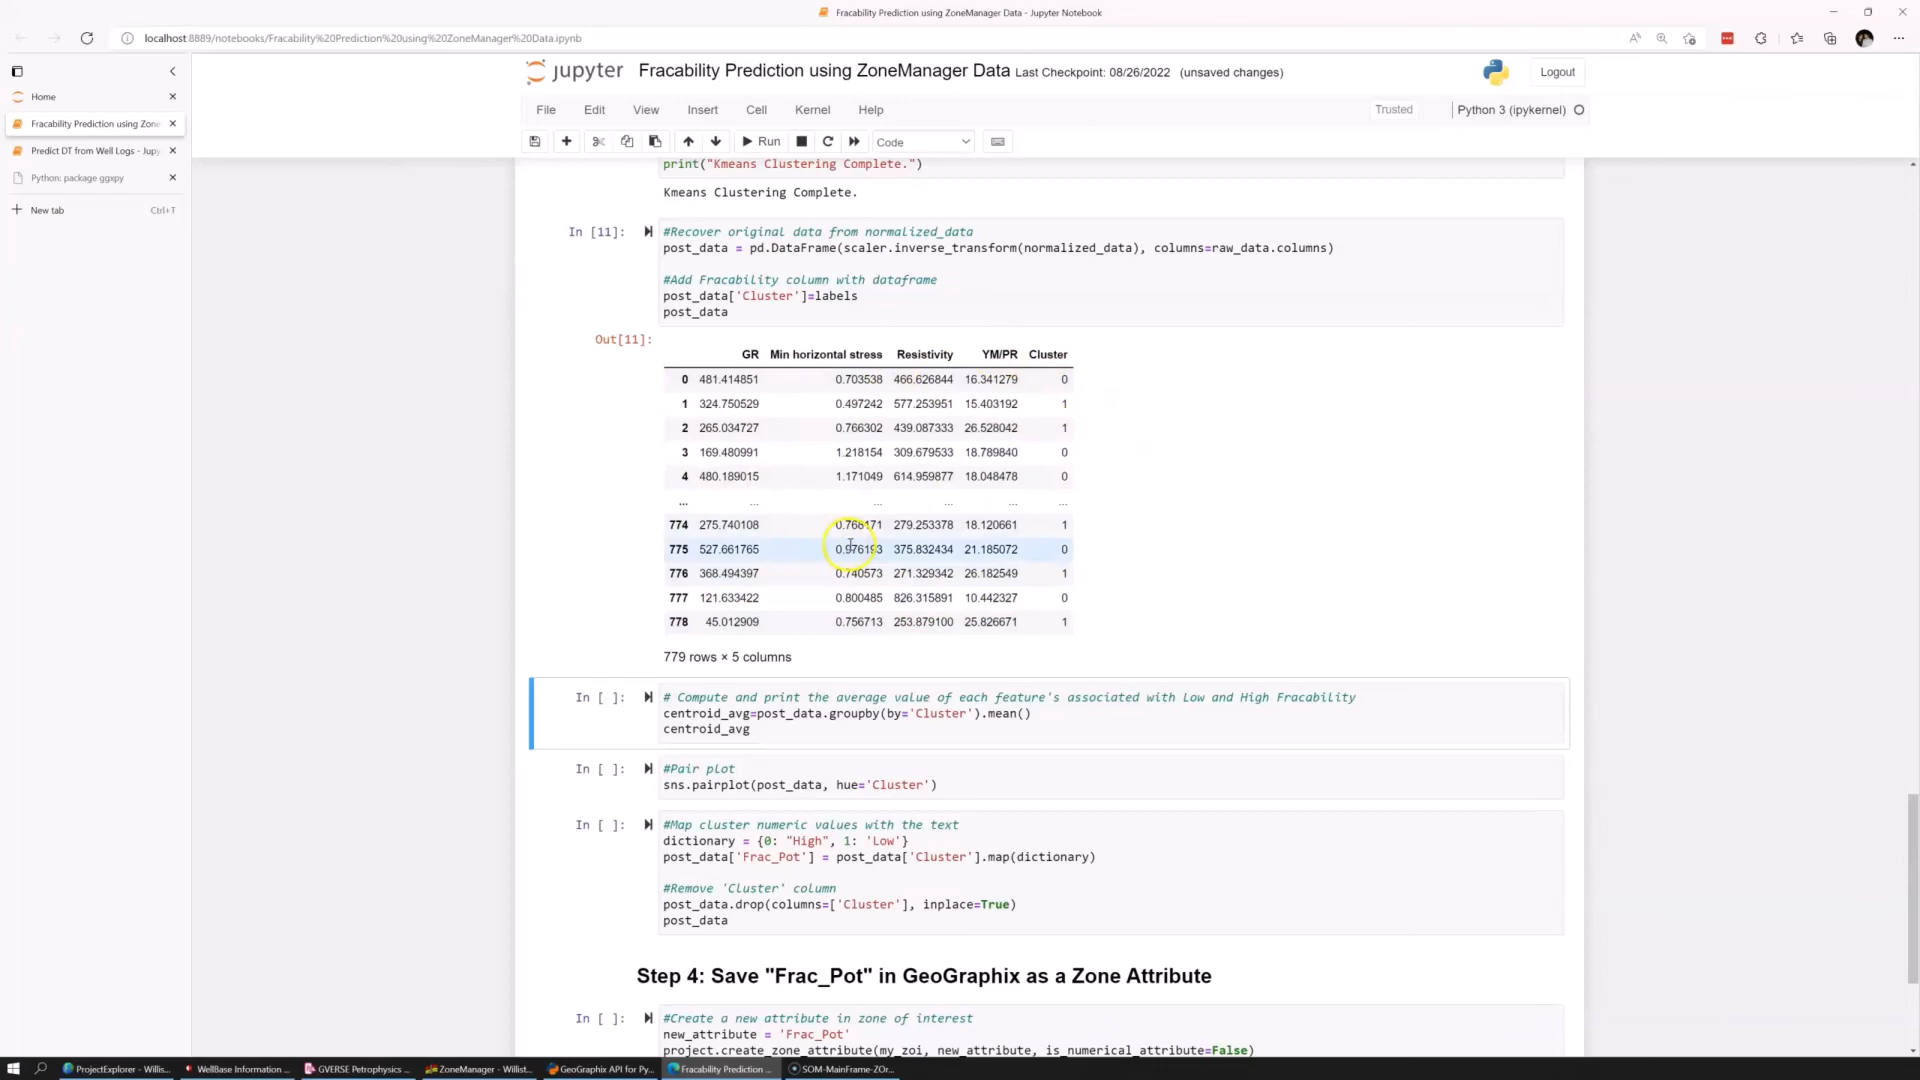 Fracability Prediction using ZoneManager Data - Jupyter Notebook
localhost:8889/notebooks/Fracability%20Prediction%20using%20ZoneManager%20Data.ipynb
Home
Fracability Prediction using Zone
Predict DT from Well Logs - Jupy
Python: package ggxpy
New tab Ctrl+T
jupyter Fracability Prediction using ZoneManager Data Last Checkpoint: 08/26/2022 (unsaved changes)
Logout
File Edit View Insert Cell Kernel Help
Trusted
Python 3 (ipykernel)
Run
Code
print("Kmeans Clustering Complete.")
Kmeans Clustering Complete.
In [11]:
#Recover original data from normalized_data
post_data = pd.DataFrame(scaler.inverse_transform(normalized_data), columns=raw_data.columns)
#Add Fracability column with dataframe
post_data['Cluster']=labels
post_data
Out[11]:
GR Min horizontal stress Resistivity YM/PR Cluster
0 481.414851 0.703538 466.626844 16.341279 0
1 324.750529 0.497242 577.253951 15.403192 1
2 265.034727 0.766302 439.087333 26.528042 1
3 169.480991 1.218154 309.679533 18.789840 0
4 480.189015 1.171049 614.959877 18.048478 0
... ... ... ... ... ...
774 275.740108 0.768171 279.253378 18.120661 1
775 527.661765 0.976193 375.832434 21.185072 0
776 368.494397 0.740573 271.329342 26.182549 1
777 121.633422 0.800485 826.315891 10.442327 0
778 45.012909 0.756713 253.879100 25.826671 1
779 rows × 5 columns
In [ ]:
# Compute and print the average value of each feature's associated with Low and High Fracability
centroid_avg=post_data.groupby(by='Cluster').mean()
centroid_avg
In [ ]:
#Pair plot
sns.pairplot(post_data, hue='Cluster')
In [ ]:
#Map cluster numeric values with the text
dictionary = {0: "High", 1: 'Low'}
post_data['Frac_Pot'] = post_data['Cluster'].map(dictionary)
#Remove 'Cluster' column
post_data.drop(columns=['Cluster'], inplace=True)
post_data
Step 4: Save "Frac_Pot" in GeoGraphix as a Zone Attribute
In [ ]:
#Create a new attribute in zone of interest
new_attribute = 'Frac_Pot'
project.create_zone_attribute(my_zoi, new_attribute, is_numerical_attribute=False)
ProjectExplorer - Willis...
WellBase Information ...
GVERSE Petrophysics ...
ZoneManager - Willist...
GeoGraphix API for Py...
Fracability Prediction ...
SOM-MainFrame-ZOr...